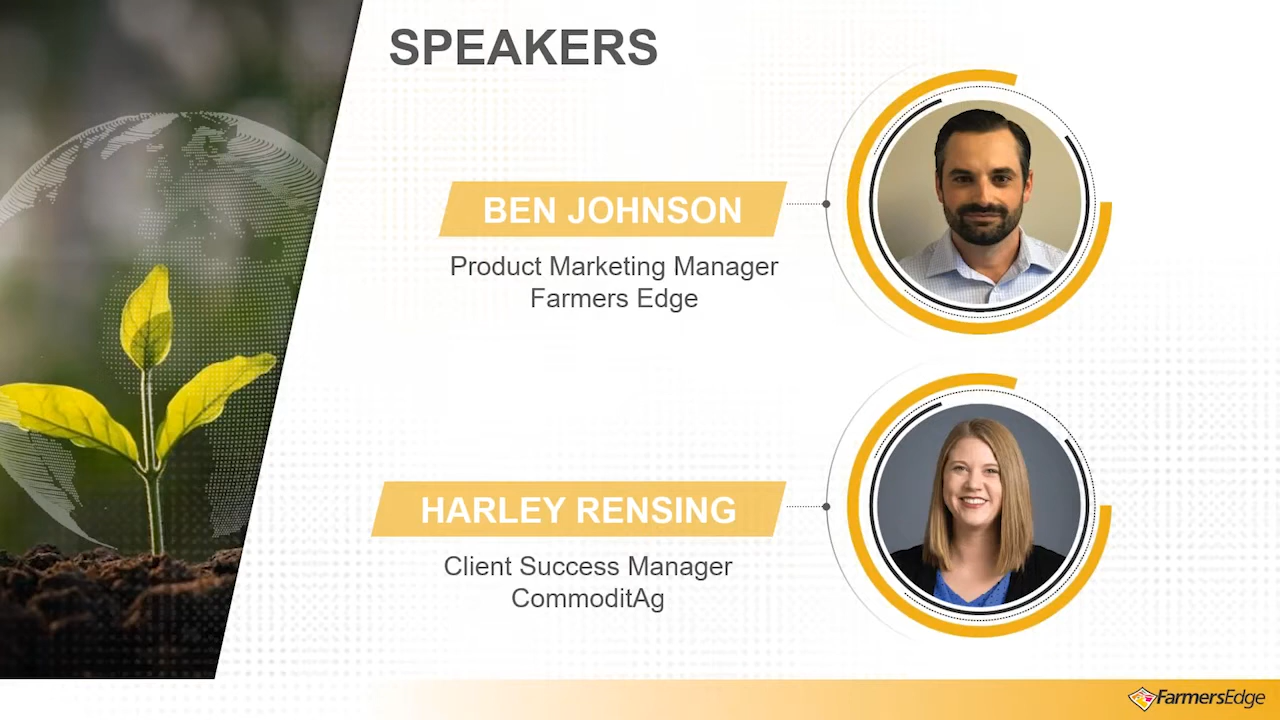 SPEAKERS
BEN JOHNSON
Product Marketing Manager
Farmers Edge
HARLEY RENSING
Client Success Manager
CommoditAg
FarmersEdge